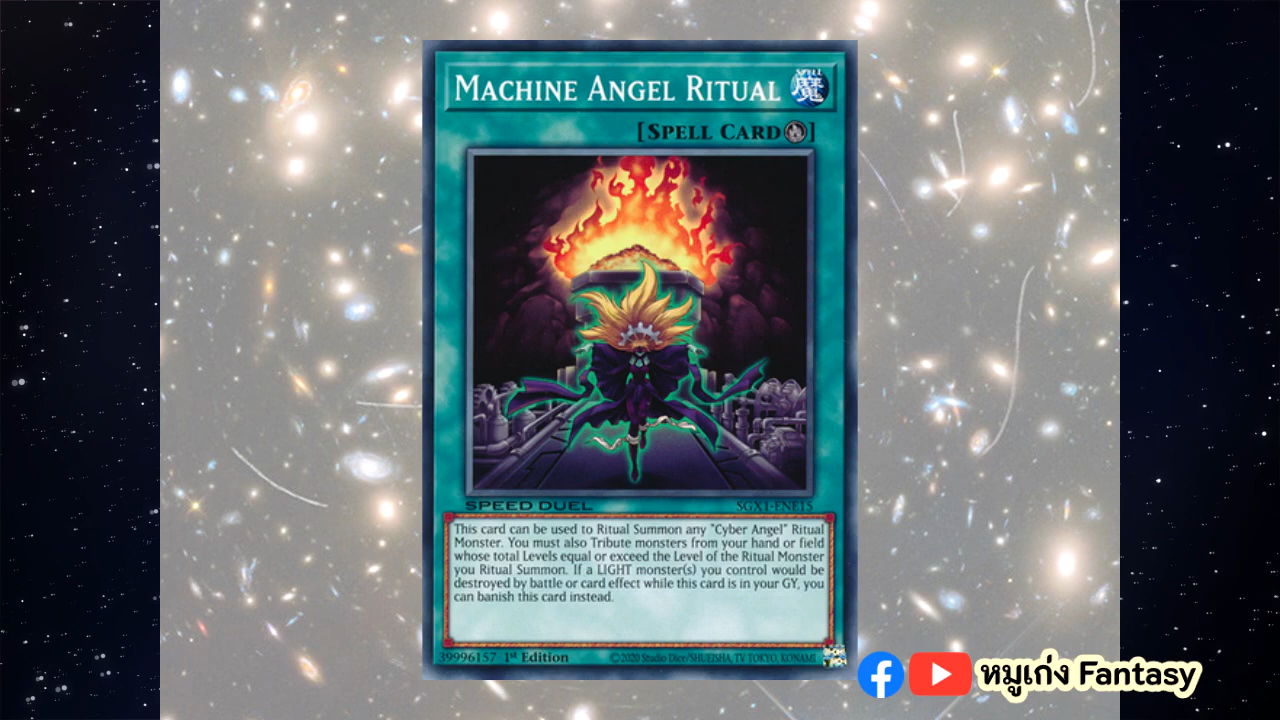 MACHINE ANGEL RITUAL
SPELL
魔
[SPELL CARD]
SPEED DUEL
SGX1-ENE15
This card can be used to Ritual Summon any "Cyber Angel" Ritual
Monster. You must also Tribute monsters from your hand or field
whose total Levels equal or exceed the Level of the Ritual Monster
you Ritual Summon. If a LIGHT monster(s) you control would be
destroyed by battle or card effect while this card is in your GY, you
can banish this card instead.
39996157 1st Edition
©2020 Studio Dice/SHUEISHA, TV TOKYO, KONAMI
หมูเก่ง Fantasy